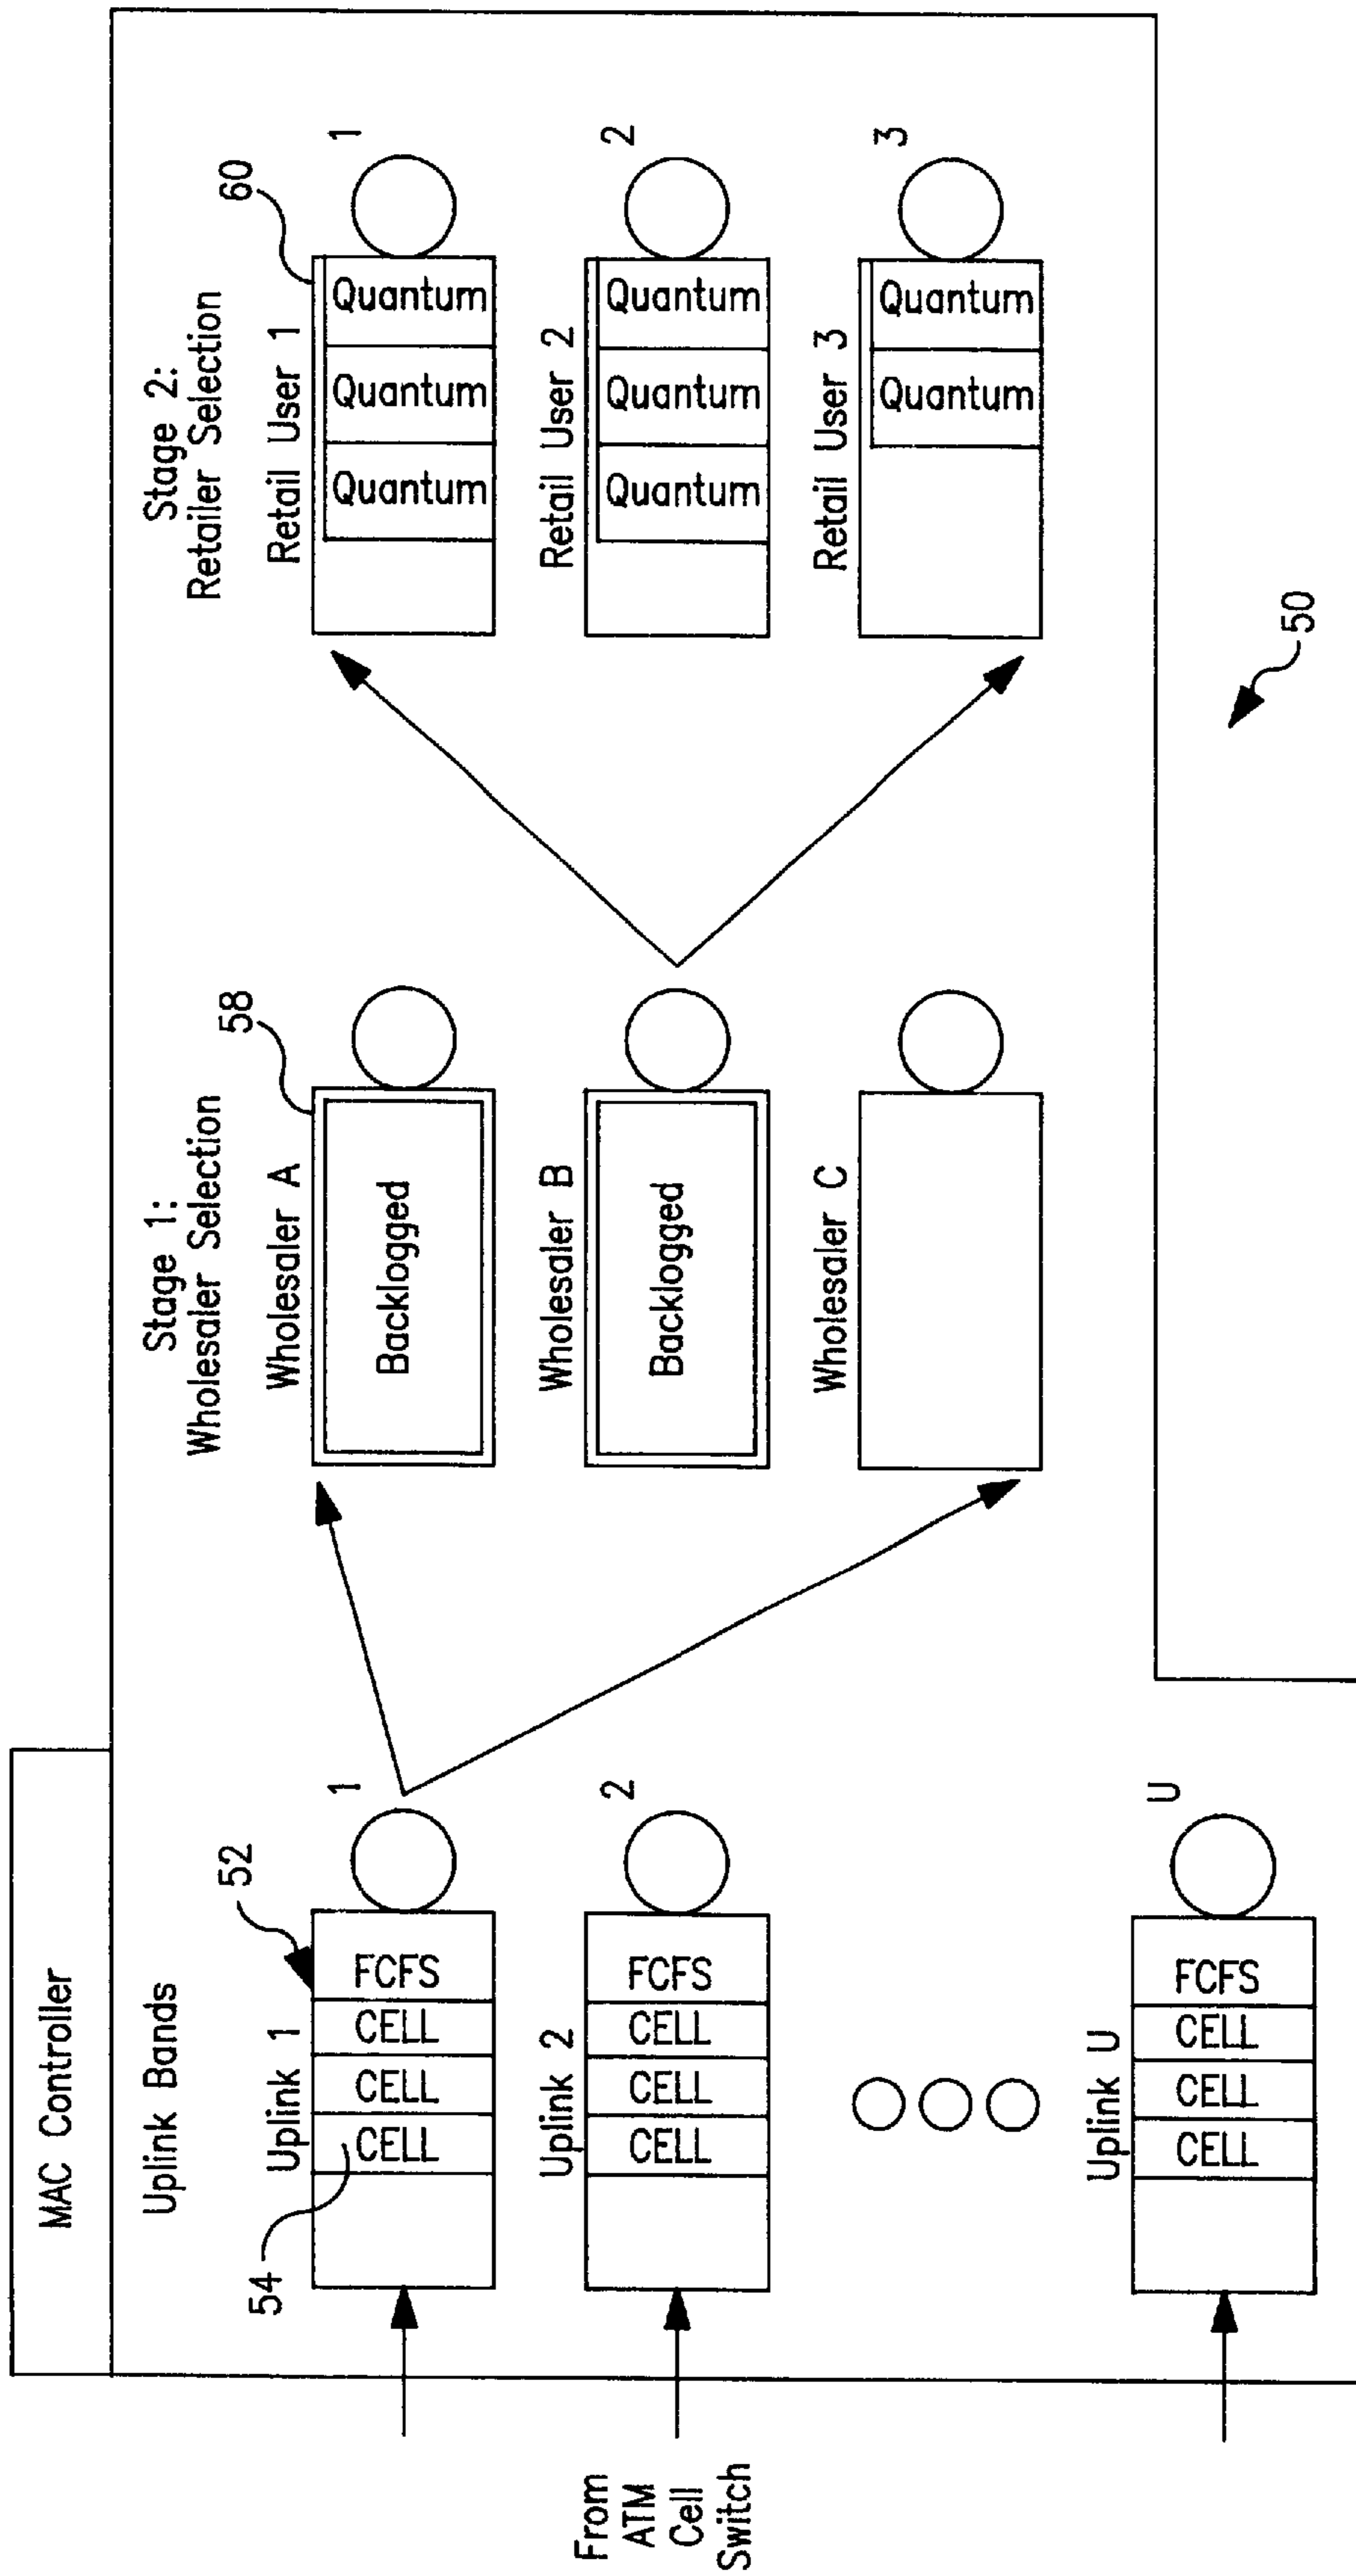 MAC Controller
Uplink Bands
Stage 1:
Wholesaler Selection
Stage 2:
Retailer Selection
From
ATM
Cell
Switch
54
Uplink 1
52
CELL
CELL
CELL
FCFS
1
Uplink 2
CELL
CELL
CELL
FCFS
2
Uplink U
CELL
CELL
CELL
FCFS
U
Wholesaler A
58
Backlogged
Wholesaler B
Backlogged
Wholesaler C
Retail User 1
60
Quantum
Quantum
Quantum
1
Retail User 2
Quantum
Quantum
Quantum
2
Retail User 3
Quantum
Quantum
3
50